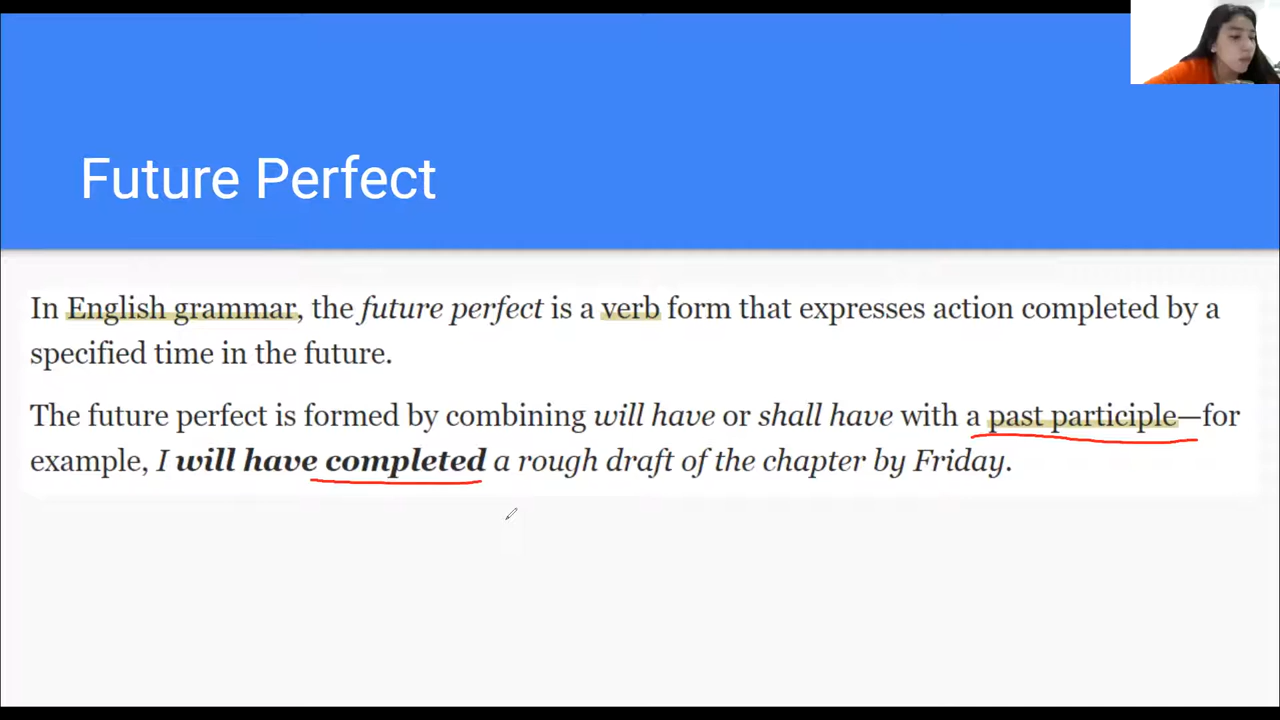 Future Perfect
In English grammar, the future perfect is a verb form that expresses action completed by a
specified time in the future.
The future perfect is formed by combining will have or shall have with a past participle—for
example, I will have completed a rough draft of the chapter by Friday.